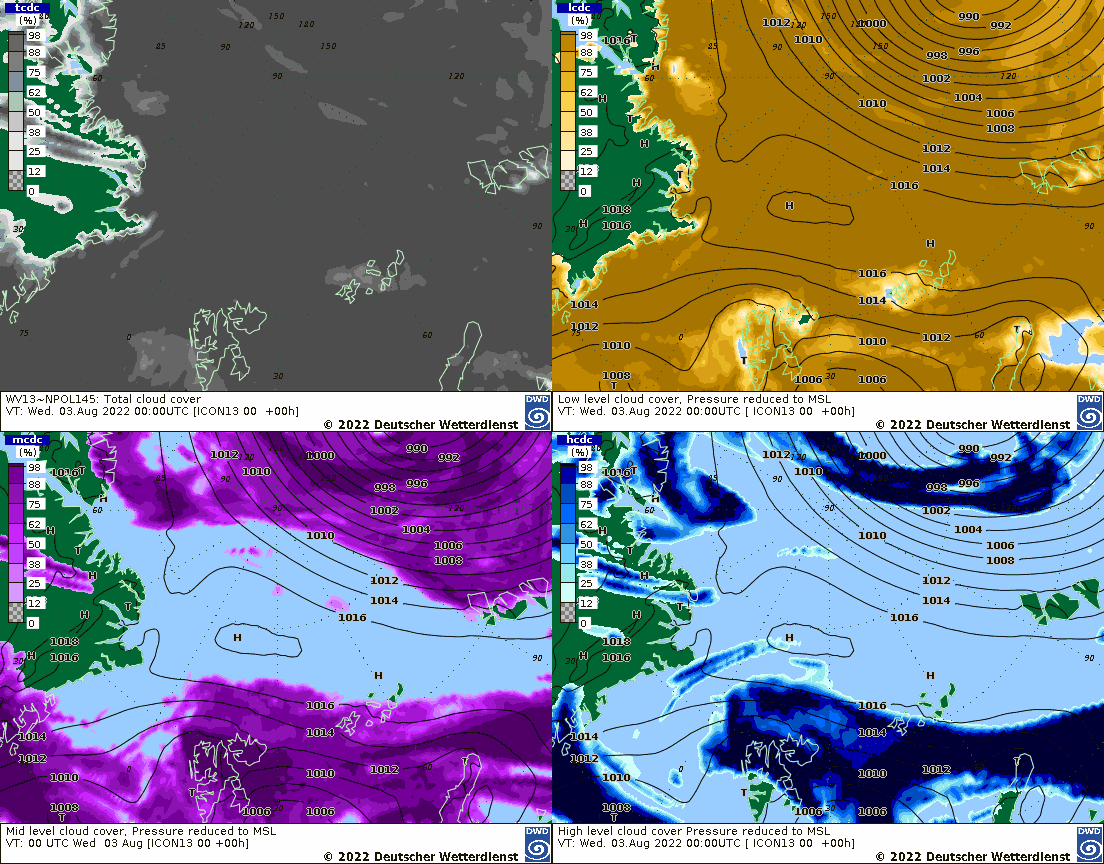 tcdc
(%)
98
88
75
62
50
38
25
12
0
150
120
180
85
90
150
60
90
120
30
90
75
0
60
30
WV13~NPOL145: Total cloud cover
VT: Wed. 03.Aug 2022 00:00UTC [ICON13 00 +00h]
DWD
© 2022 Deutscher Wetterdienst
lcdc
(%)
98
88
75
62
50
38
25
12
0
1012
1010
1000
990
992
998
996
1002
1004
1006
1008
1010
1012
1014
1016
1016
H
T
H
H
T
H
H
T
H
1018
1016
H
H
1016
1014
1014
1012
1010
1012
1010
1008
T
1006
1006
T
T
Low level cloud cover, Pressure reduced to MSL
VT: Wed. 03.Aug 2022 00:00UTC [ ICON13 00 +00h]
DWD
© 2022 Deutscher Wetterdienst
mcdc
(%)
98
88
75
62
50
38
25
12
0
1012
1010
1000
990
992
998
996
1002
1004
1006
1008
1010
1012
1014
1016
1016
T
H
H
T
H
H
T
1018
1016
H
H
H
1016
1014
1014
1012
1010
1010
1012
1008
T
1006
1006
T
T
Mid level cloud cover, Pressure reduced to MSL
VT: 00 UTC Wed 03 Aug [ICON13 00 +00h]
DWD
© 2022 Deutscher Wetterdienst
hcdc
(%)
98
88
75
62
50
38
25
12
0
1012
1010
1000
990
992
998
996
1002
1004
1006
1008
1010
1012
1014
1016
1016
T
H
H
T
H
H
T
1018
1016
H
H
H
1016
1014
1014
1012
1010
1010
1012
1008
T
1006
1006
T
T
High level cloud cover Pressure reduced to MSL
VT: Wed. 03.Aug 2022 00:00UTC [ ICON13 00 +00h]
DWD
© 2022 Deutscher Wetterdienst